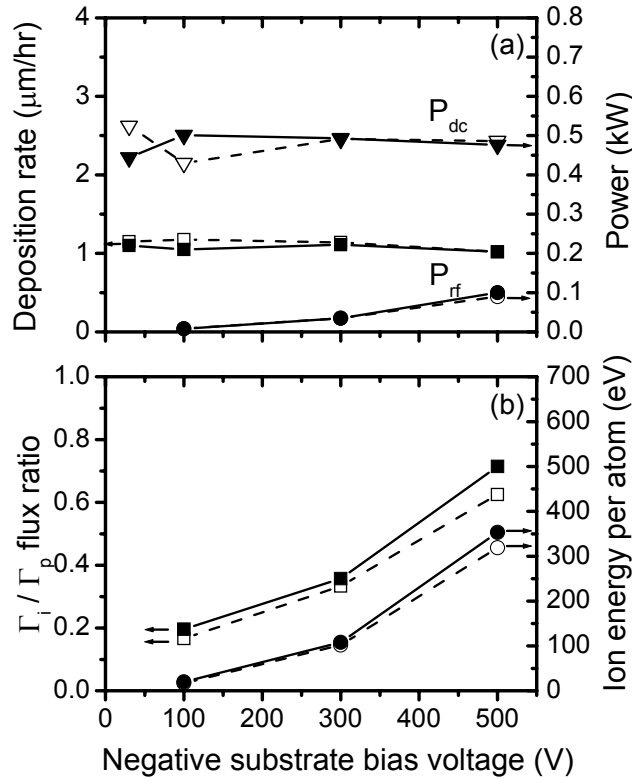 (a)
Deposition rate (μm/hr)
4
3
2
1
0
P_dc
P_rf
0.8
0.7
0.6
0.5
0.4
0.3
0.2
0.1
0.0
Power (kW)
(b)
Γ_i / Γ_p flux ratio
1.0
0.8
0.6
0.4
0.2
0.0
700
600
500
400
300
200
100
0
Ion energy per atom (eV)
0 100 200 300 400 500
Negative substrate bias voltage (V)